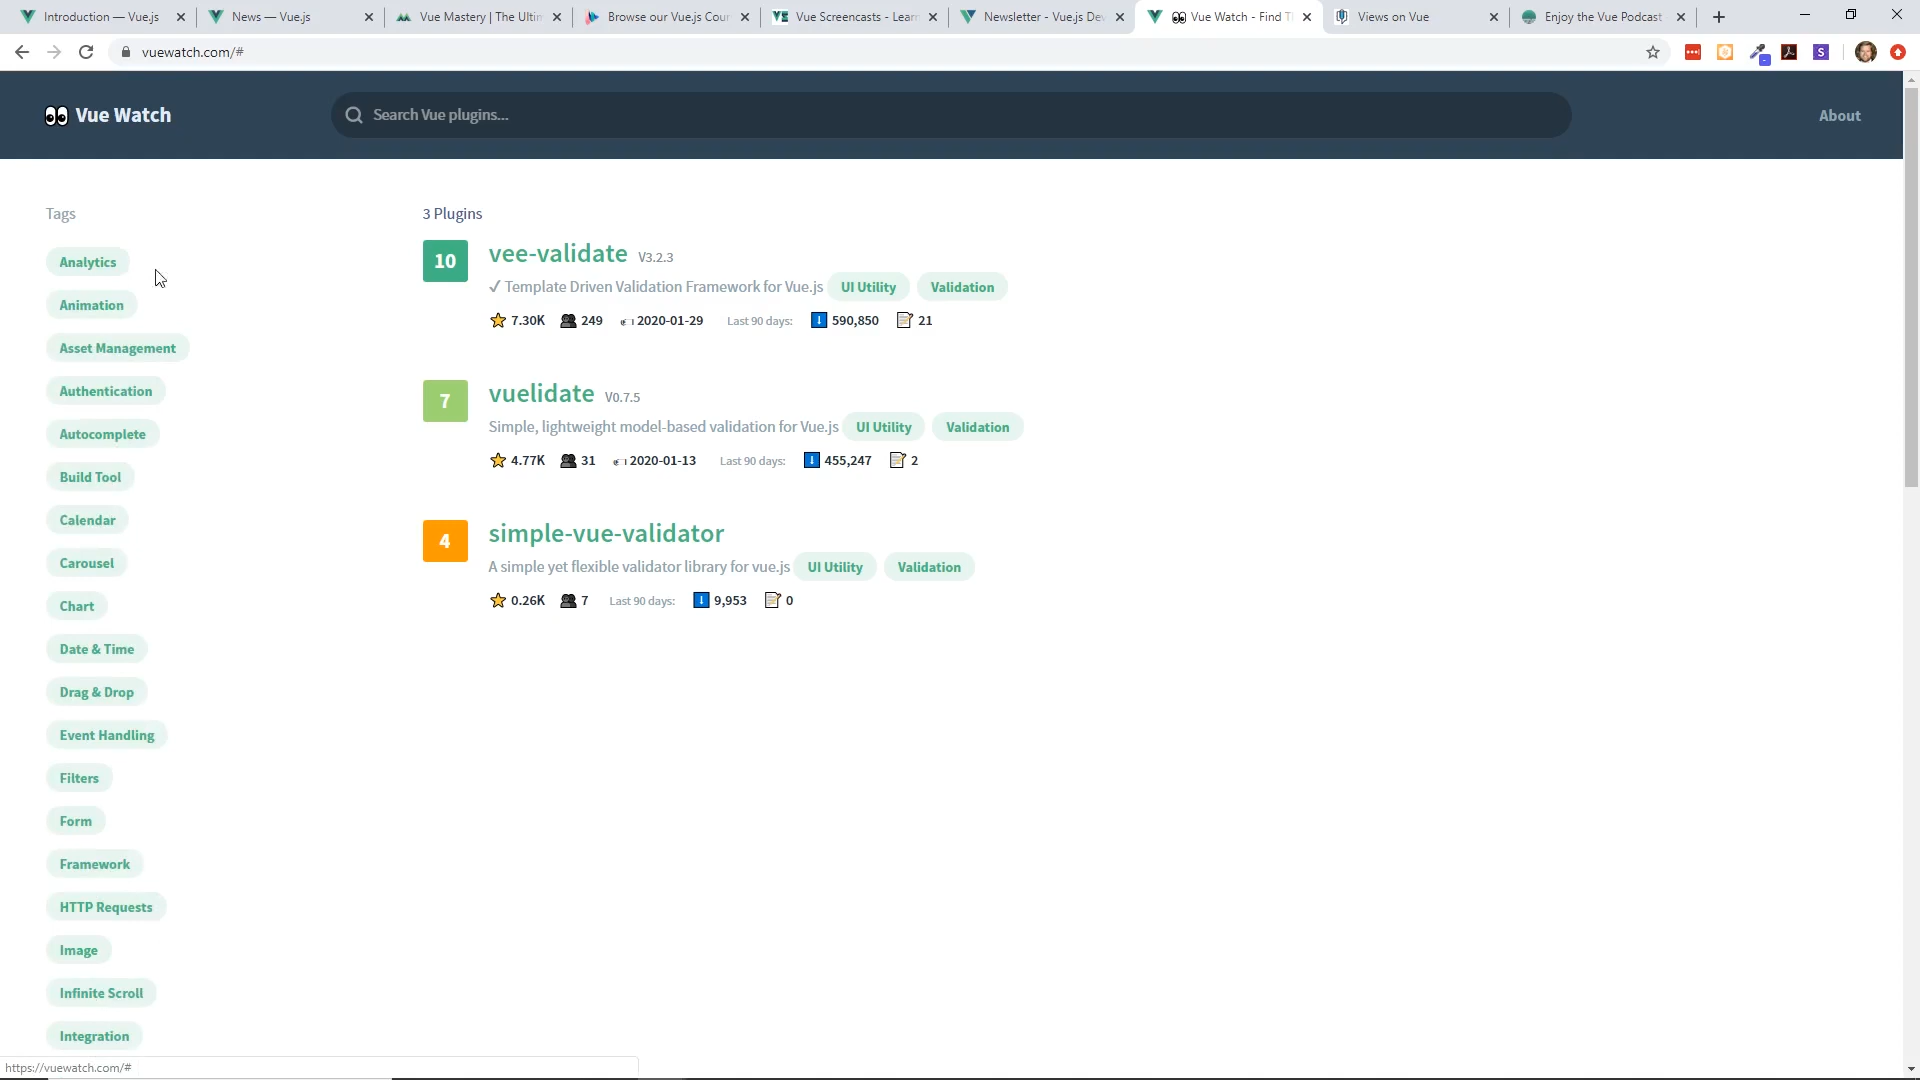 Introduction — Vue.js
News — Vue.js
Vue Mastery | The Ultim
Browse our Vue.js Cour
Vue Screencasts - Learn
Newsletter - Vue.js Dev
Vue Watch - Find Th
Views on Vue
Enjoy the Vue Podcast
vuewatch.com/#
Vue Watch
Search Vue plugins...
About
Tags
Analytics
Animation
Asset Management
Authentication
Autocomplete
Build Tool
Calendar
Carousel
Chart
Date & Time
Drag & Drop
Event Handling
Filters
Form
Framework
HTTP Requests
Image
Infinite Scroll
Integration
3 Plugins
10 vee-validate V3.2.3
✓ Template Driven Validation Framework for Vue.js UI Utility Validation
7.30K 249 2020-01-29 Last 90 days: 590,850 21
7 vuelidate V0.7.5
Simple, lightweight model-based validation for Vue.js UI Utility Validation
4.77K 31 2020-01-13 Last 90 days: 455,247 2
4 simple-vue-validator
A simple yet flexible validator library for vue.js UI Utility Validation
0.26K 7 Last 90 days: 9,953 0
https://vuewatch.com/#